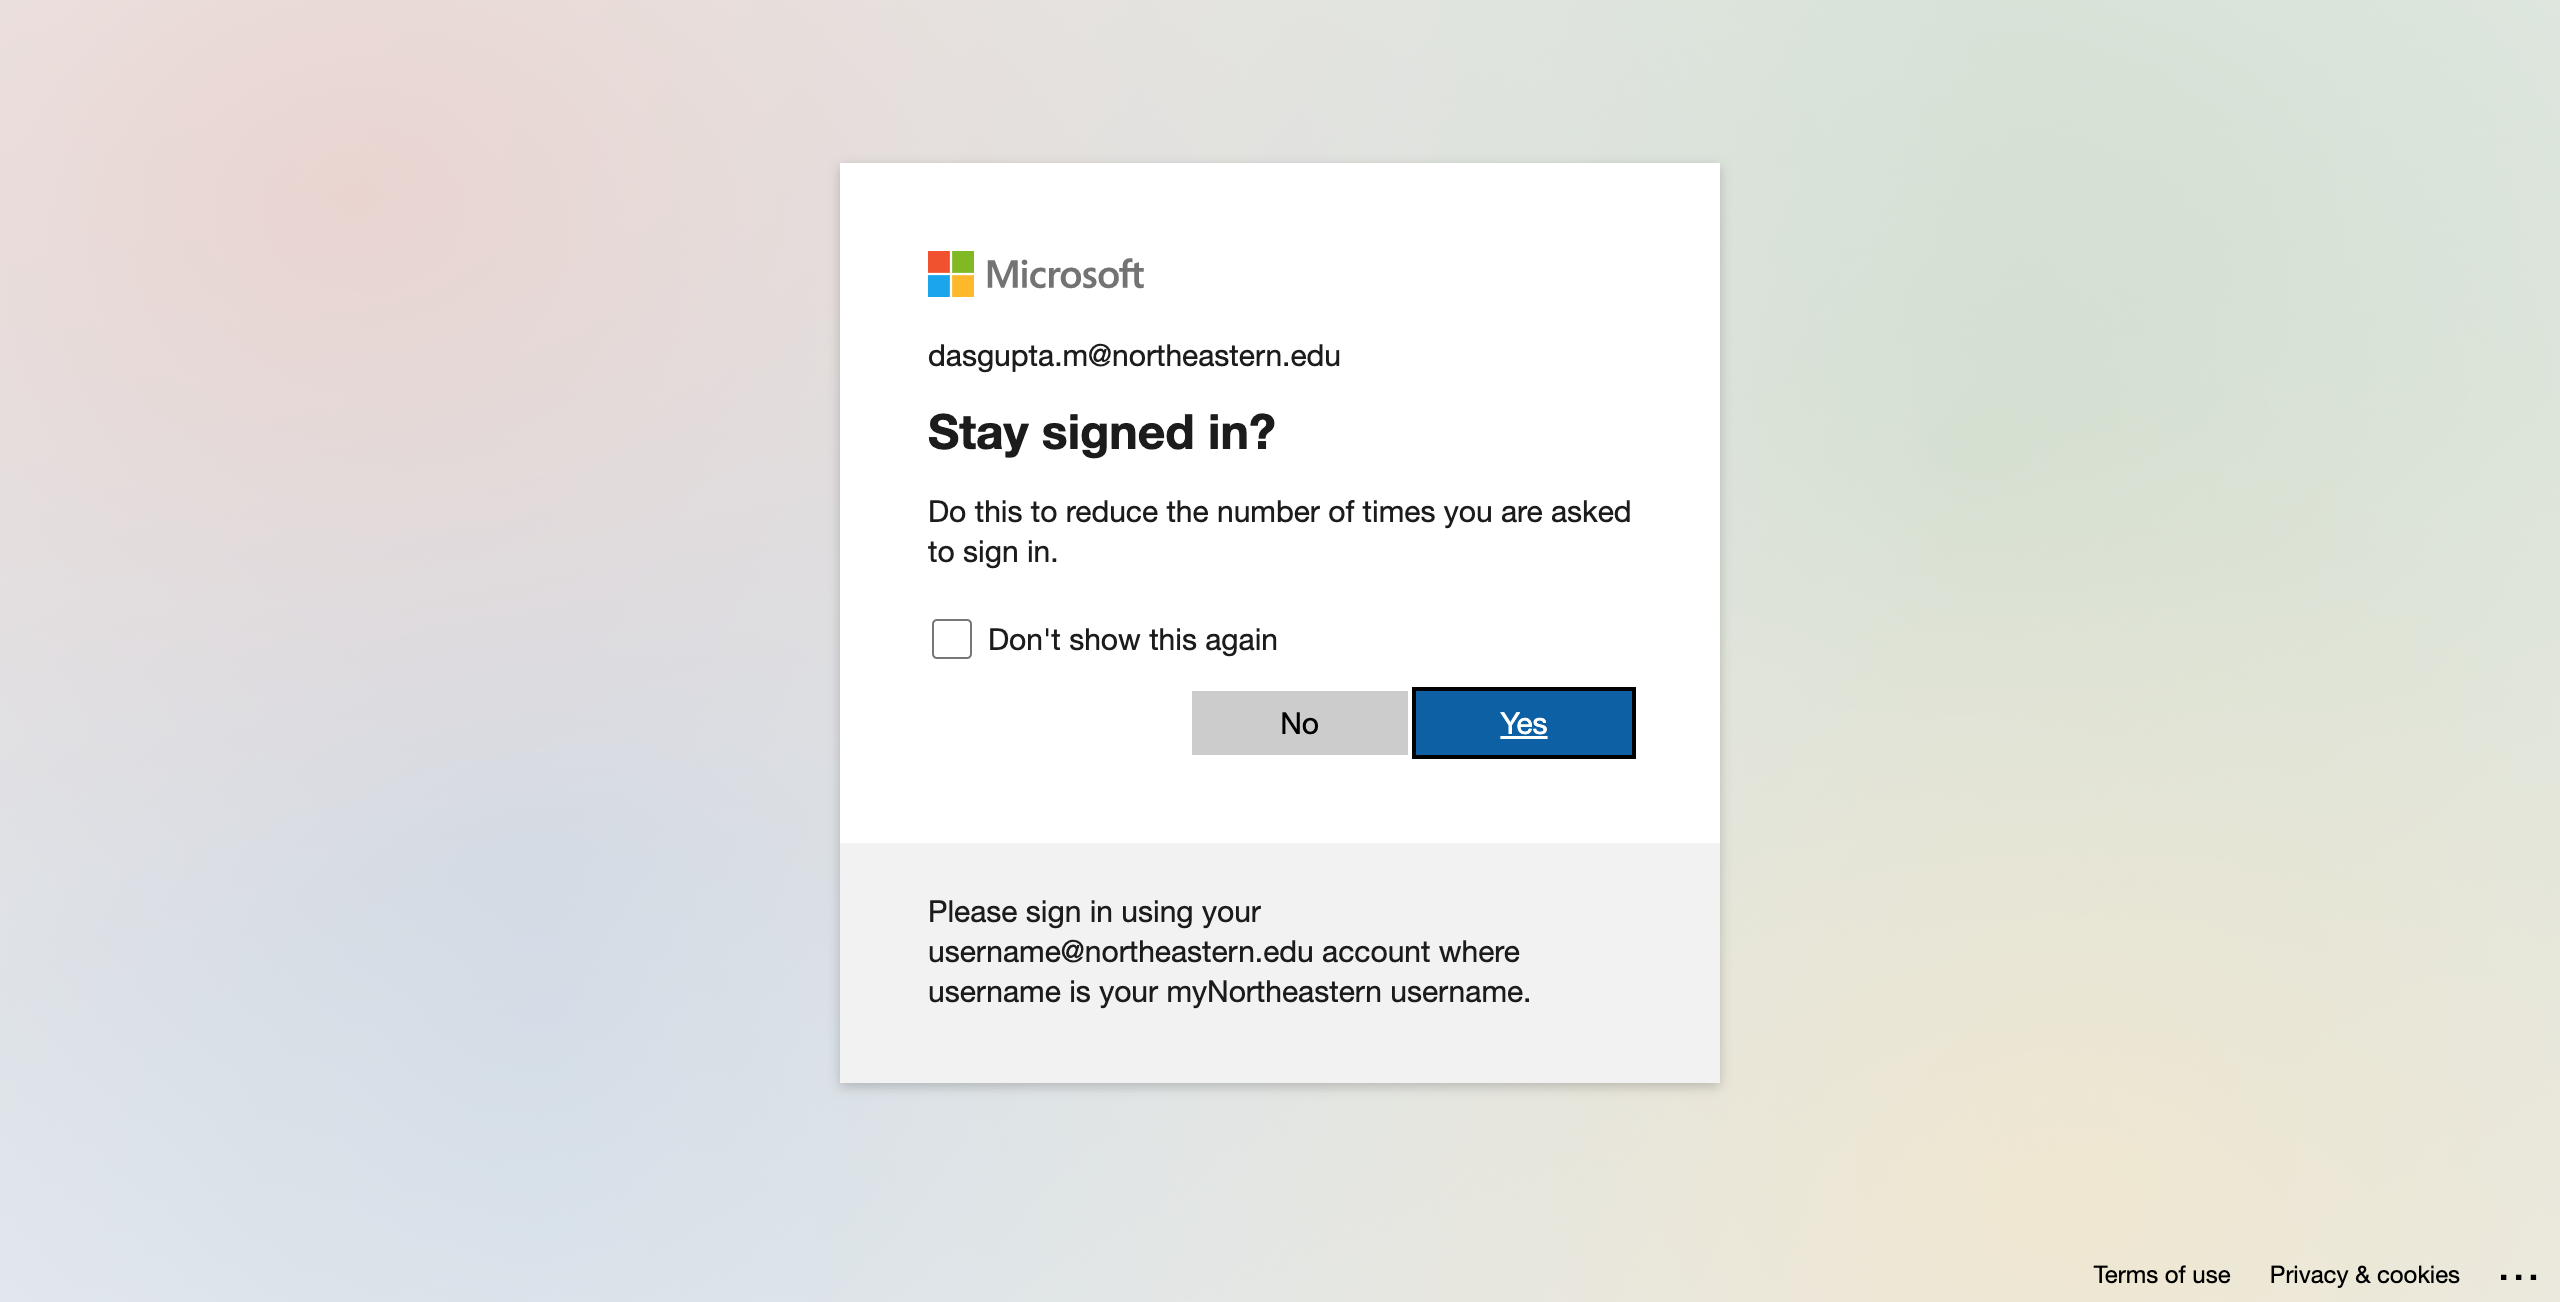 Microsoft
dasgupta.m@northeastern.edu
Stay signed in?
Do this to reduce the number of times you are asked
to sign in.
Don't show this again
No
Yes
Please sign in using your
username@northeastern.edu account where
username is your myNortheastern username.
Terms of use
Privacy & cookies
...